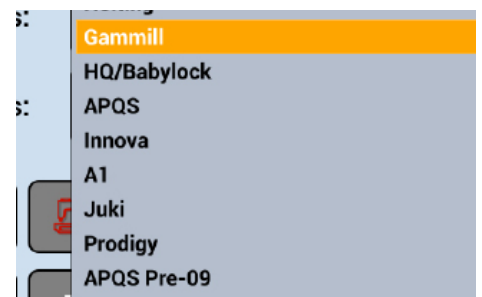 s:
Gammill
HQ/Babylock
s:
APQS
Innova
A1
Juki
Prodigy
APQS Pre-09